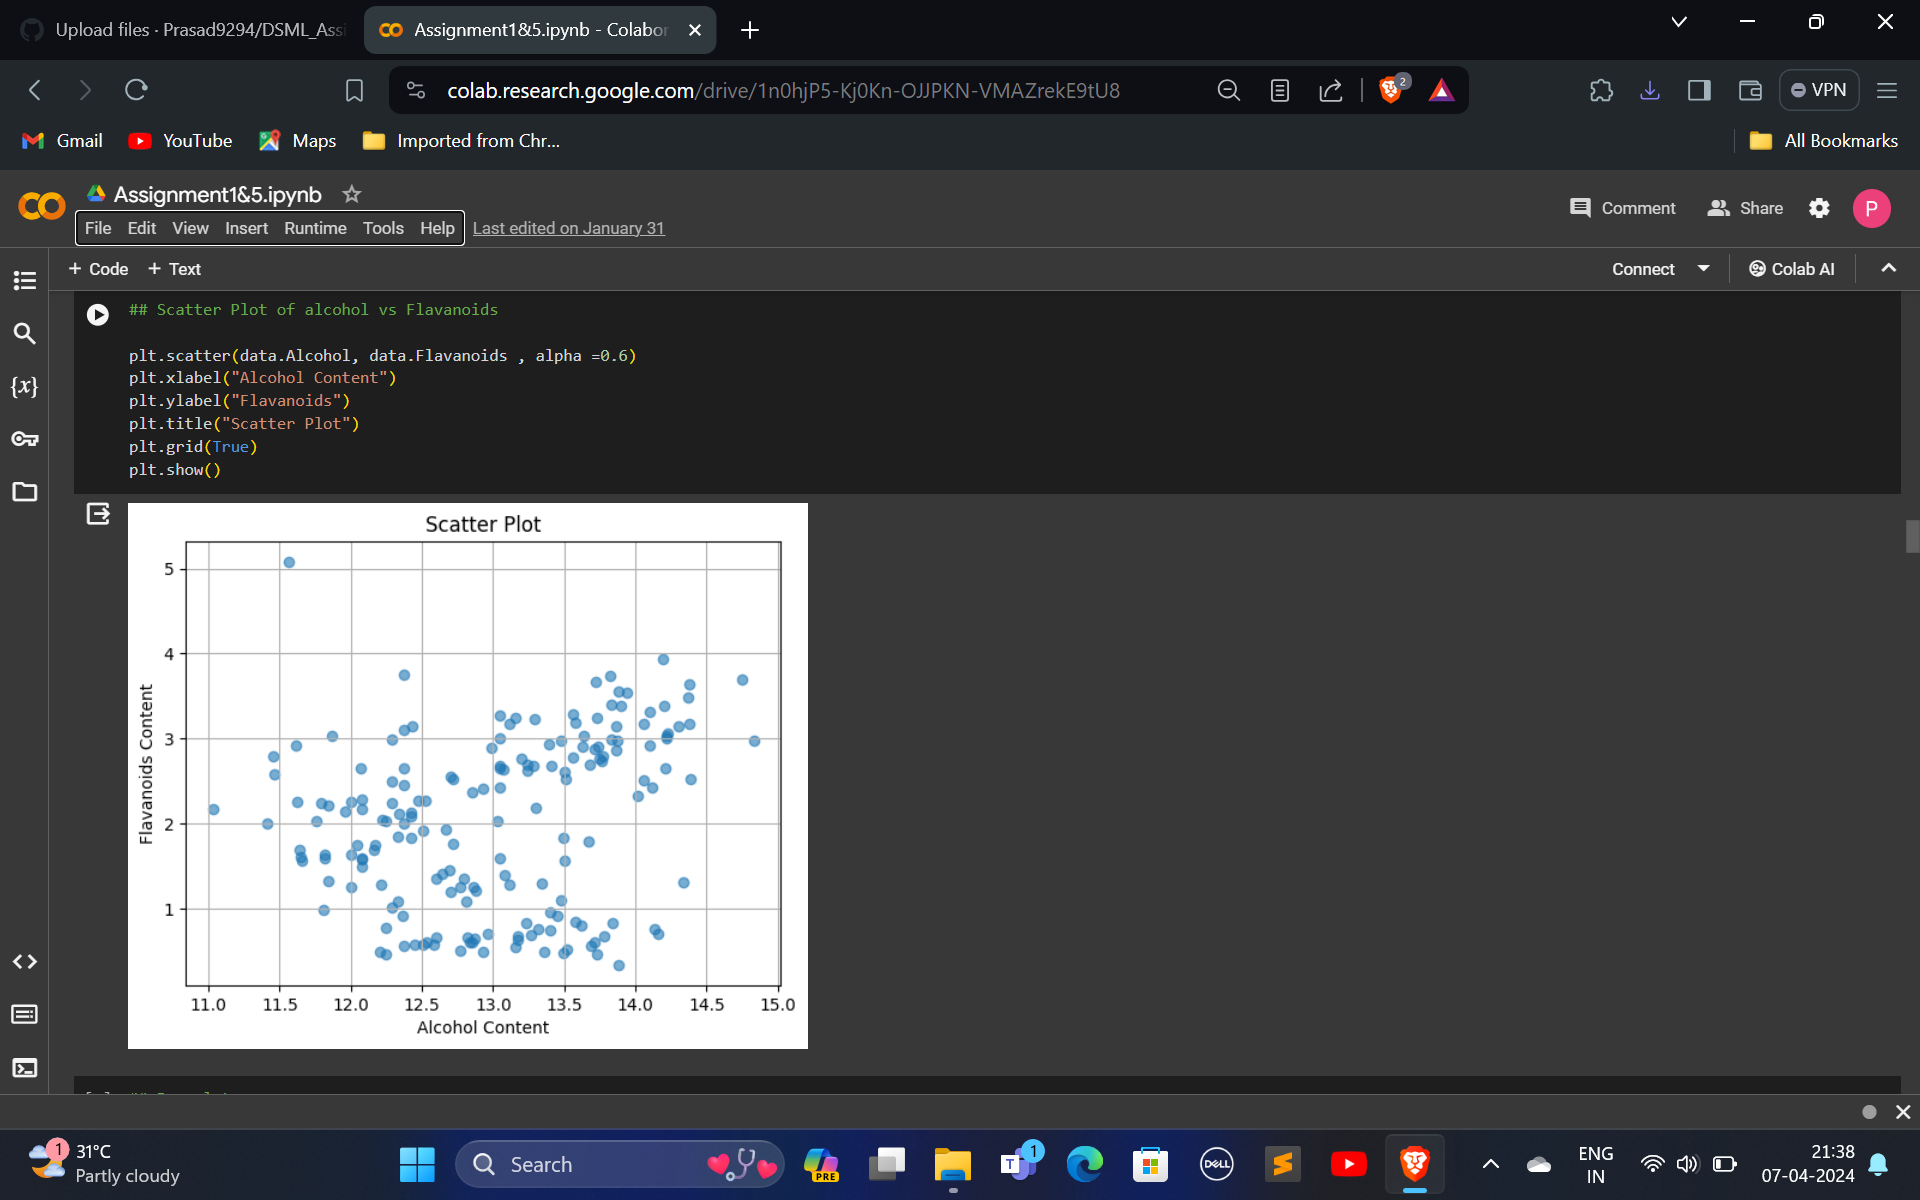 Upload files · Prasad9294/DSML_Assi
Assignment1&5.ipynb - Colabor
colab.research.google.com/drive/1n0hjP5-Kj0Kn-OJJPKN-VMAZrekE9tU8
2
VPN
Gmail
YouTube
Maps
Imported from Chr...
All Bookmarks
Assignment1&5.ipynb
Comment
Share
P
File Edit View Insert Runtime Tools Help
Last edited on January 31
+ Code + Text
Connect
Colab AI
{x}
## Scatter Plot of alcohol vs Flavanoids
plt.scatter(data.Alcohol, data.Flavanoids , alpha =0.6)
plt.xlabel("Alcohol Content")
plt.ylabel("Flavanoids")
plt.title("Scatter Plot")
plt.grid(True)
plt.show()
Scatter Plot
5
4
3
2
1
Flavanoids Content
11.0 11.5 12.0 12.5 13.0 13.5 14.0 14.5 15.0
Alcohol Content
1
31°C
Partly cloudy
Search
PRE
T
1
DELL
ENG
IN
21:38
07-04-2024